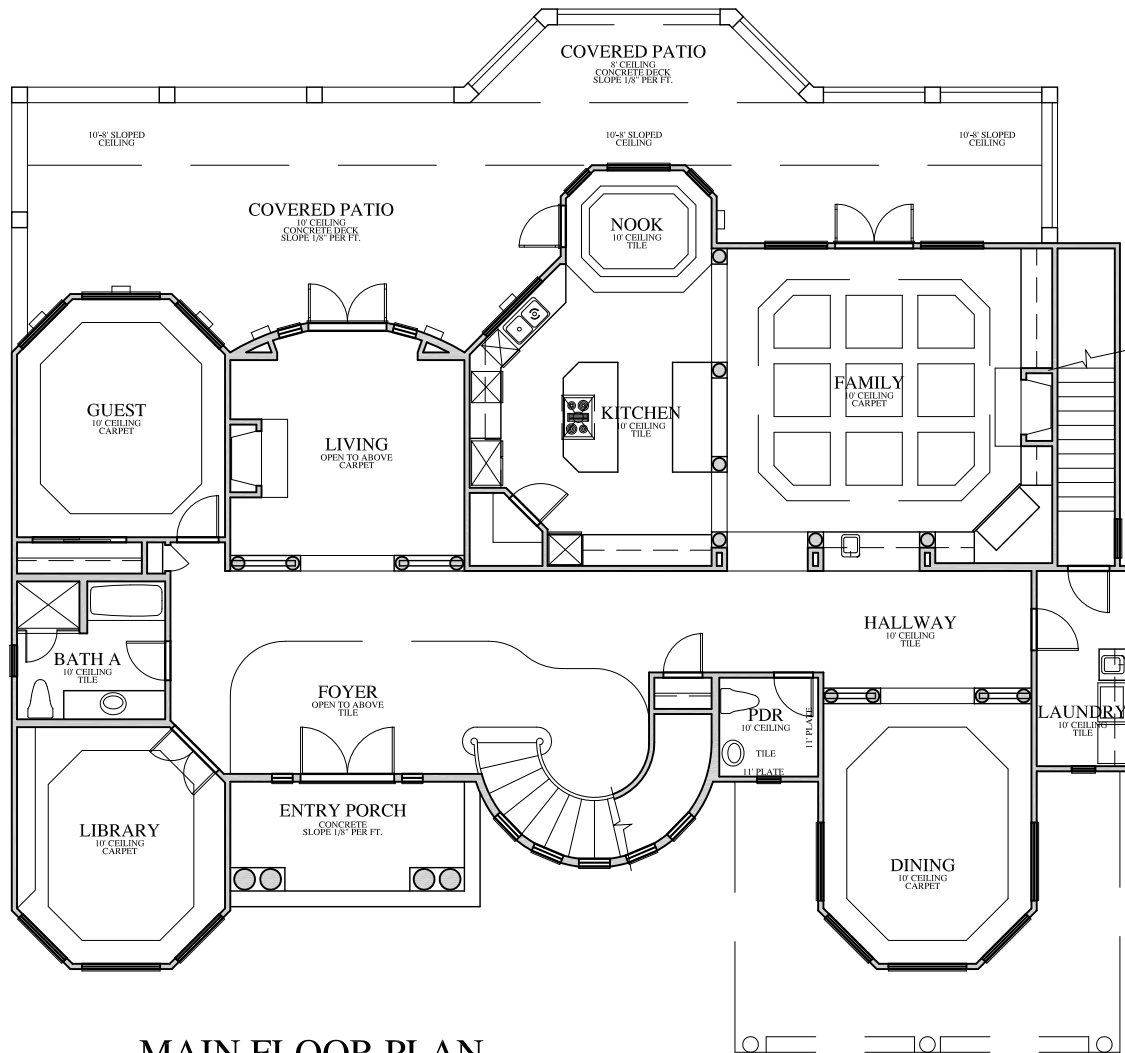 COVERED PATIO
8' CEILING
CONCRETE DECK
SLOPE 1/8" PER FT.
10'-8' SLOPED
CEILING
10'-8' SLOPED
CEILING
10'-8' SLOPED
CEILING
COVERED PATIO
10' CEILING
CONCRETE DECK
SLOPE 1/8" PER FT.
NOOK
10' CEILING
TILE
GUEST
10' CEILING
CARPET
LIVING
OPEN TO ABOVE
CARPET
KITCHEN
10' CEILING
TILE
FAMILY
10' CEILING
CARPET
HALLWAY
10' CEILING
TILE
BATH A
10' CEILING
TILE
FOYER
OPEN TO ABOVE
TILE
PDR
10' CEILING
TILE
11' PLATE
11' PLATE
LAUNDRY
10' CEILING
TILE
ENTRY PORCH
CONCRETE
SLOPE 1/8" PER FT.
LIBRARY
10' CEILING
CARPET
DINING
10' CEILING
CARPET
MAIN FLOOR PLAN